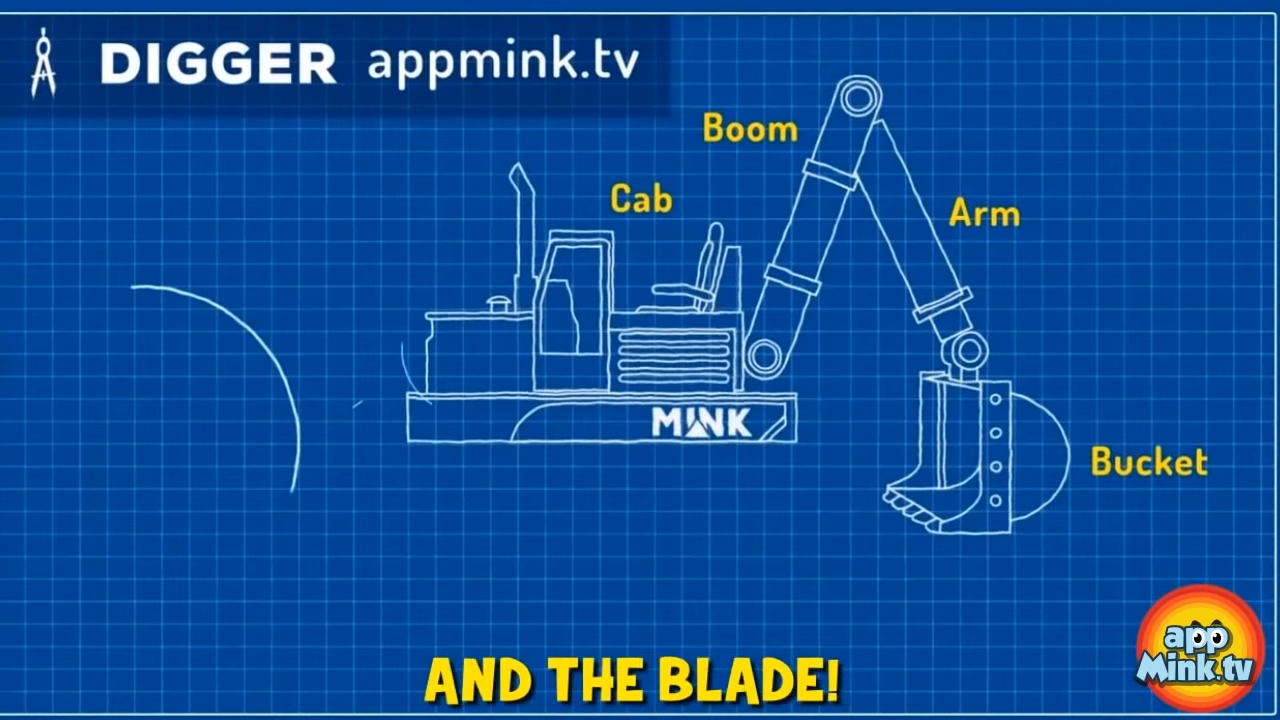 DIGGER appmink.tv
Boom
Cab
Arm
MINK
Bucket
app
Mink.tv
AND THE BLADE!